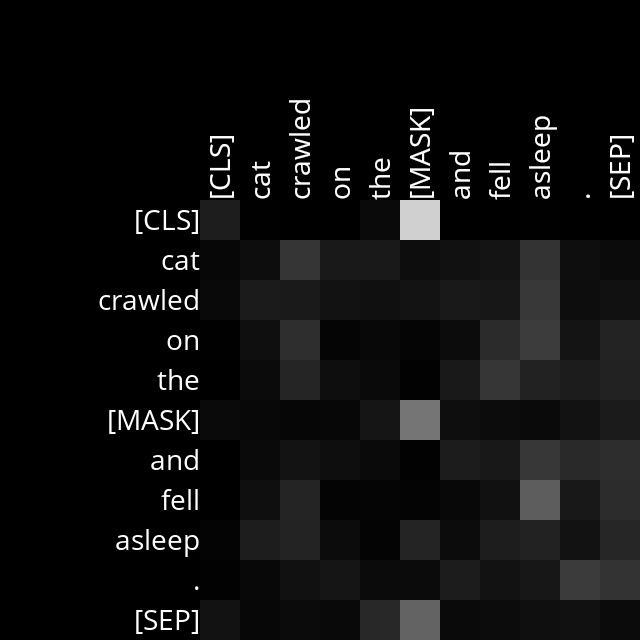 [CLS] cat crawled on the [MASK] and fell asleep . [SEP]
[CLS]
cat
crawled
on
the
[MASK]
and
fell
asleep
.
[SEP]